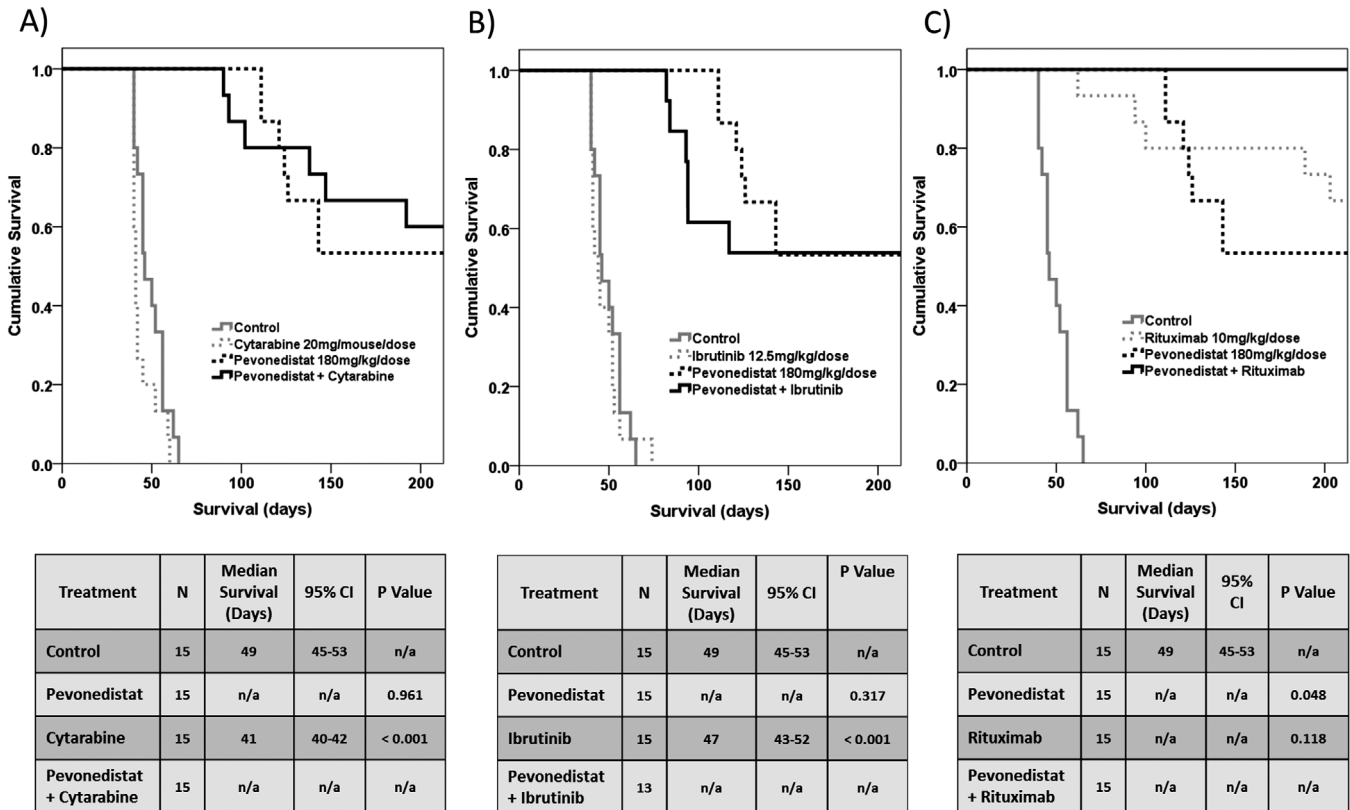 A)
1.0
0.8
0.6
0.4
0.2
0.0
Cumulative Survival
Control
Cytarabine 20mg/mouse/dose
Pevonedistat 180mg/kg/dose
Pevonedistat + Cytarabine
0 50 100 150 200
Survival (days)
B)
1.0
0.8
0.6
0.4
0.2
0.0
Cumulative Survival
Control
Ibrutinib 12.5mg/kg/dose
Pevonedistat 180mg/kg/dose
Pevonedistat + Ibrutinib
0 50 100 150 200
Survival (days)
C)
1.0
0.8
0.6
0.4
0.2
0.0
Cumulative Survival
Control
Rituximab 10mg/kg/dose
Pevonedistat 180mg/kg/dose
Pevonedistat + Rituximab
0 50 100 150 200
Survival (days)
Treatment N Median Survival (Days) 95% CI P Value
Control 15 49 45-53 n/a
Pevonedistat 15 n/a n/a 0.961
Cytarabine 15 41 40-42 < 0.001
Pevonedistat + Cytarabine 15 n/a n/a n/a
Treatment N Median Survival (Days) 95% CI P Value
Control 15 49 45-53 n/a
Pevonedistat 15 n/a n/a 0.317
Ibrutinib 15 47 43-52 < 0.001
Pevonedistat + Ibrutinib 13 n/a n/a n/a
Treatment N Median Survival (Days) 95% CI P Value
Control 15 49 45-53 n/a
Pevonedistat 15 n/a n/a 0.048
Rituximab 15 n/a n/a 0.118
Pevonedistat + Rituximab 15 n/a n/a n/a